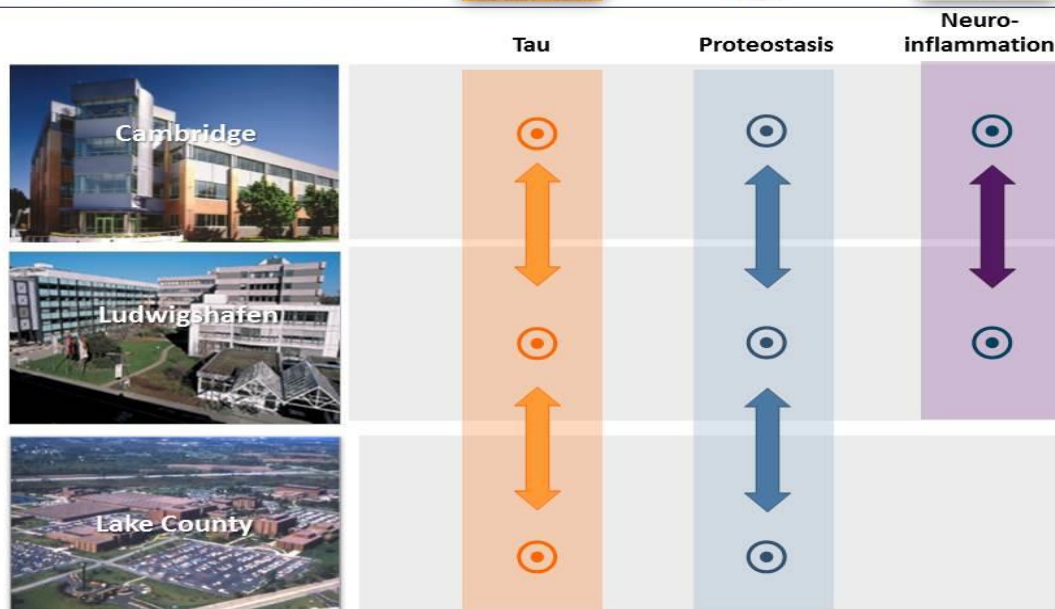 Tau
Proteostasis
Neuro-
inflammation
Cambridge
Ludwigshafen
Lake County